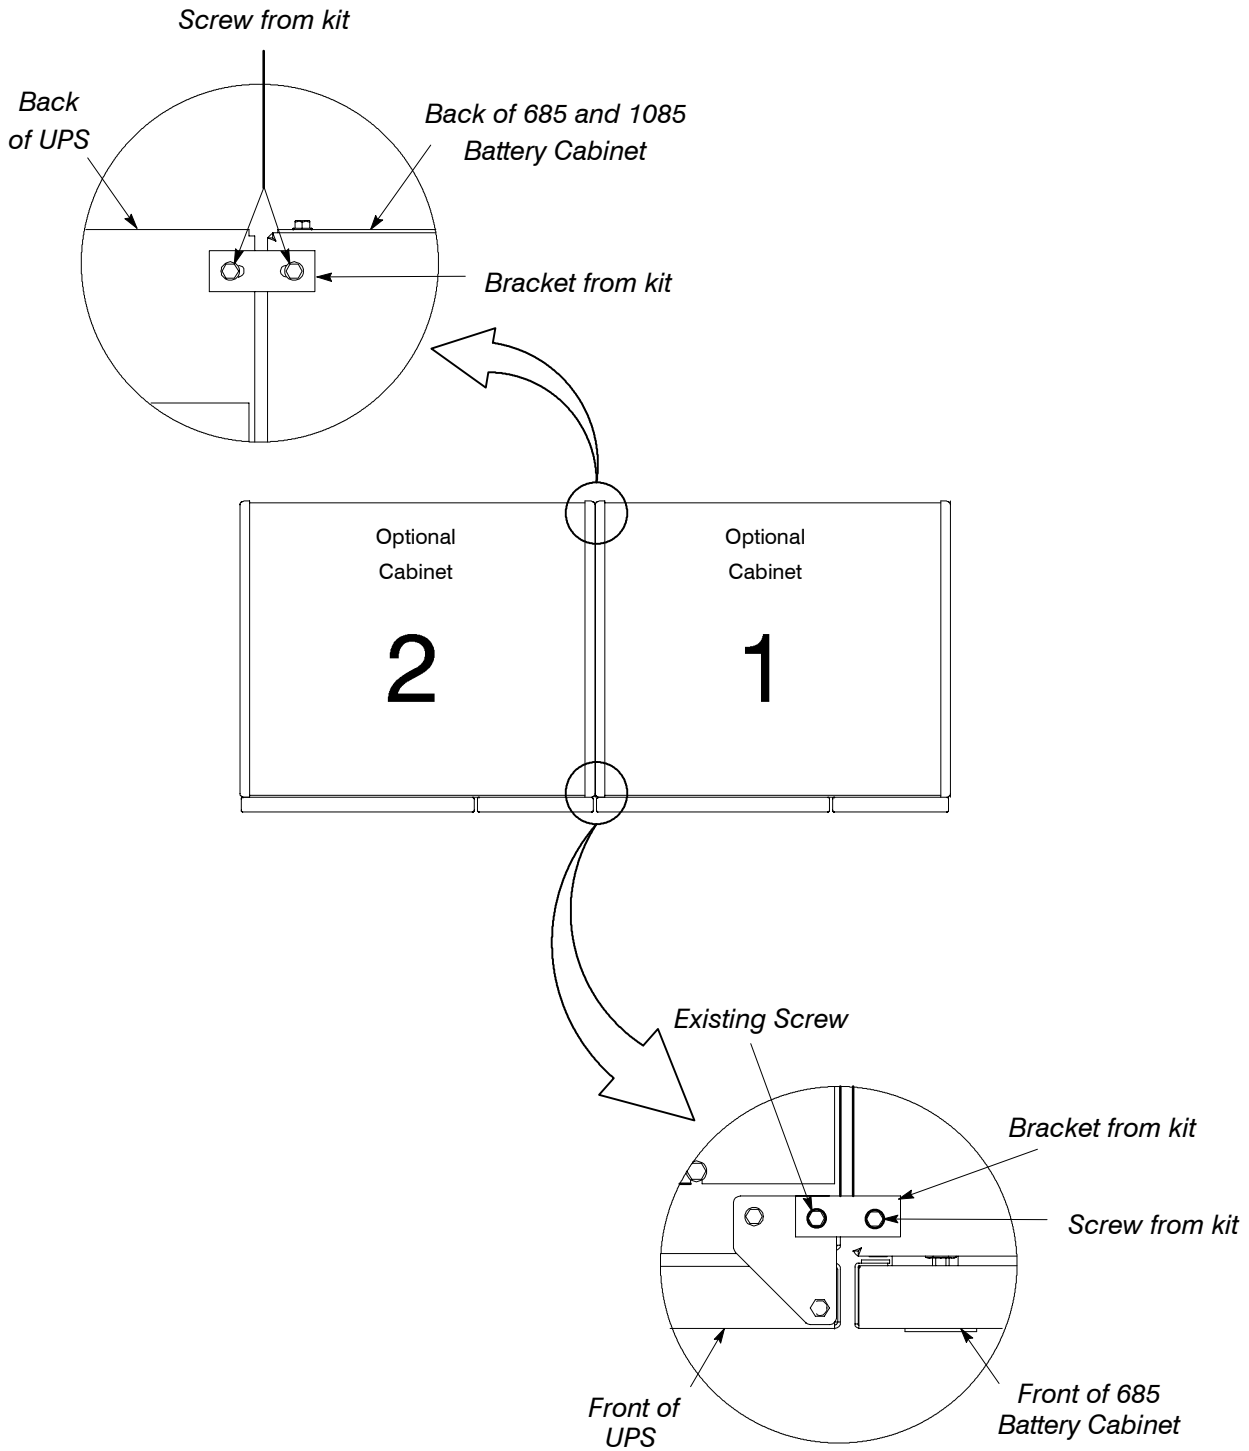 Screw from kit
Back
of UPS
Back of 685 and 1085
Battery Cabinet
Bracket from kit
Optional
Cabinet
2
Optional
Cabinet
1
Existing Screw
Bracket from kit
Screw from kit
Front of
UPS
Front of 685
Battery Cabinet